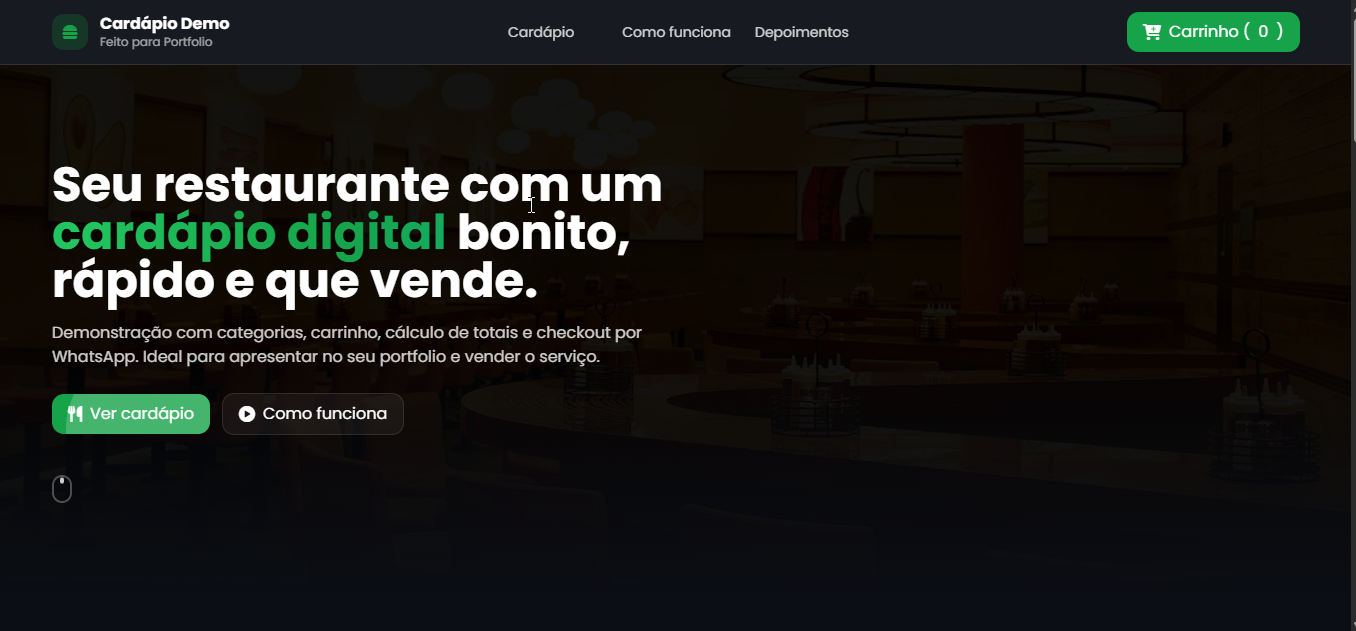 Cardápio Demo
Feito para Portfolio
Cardápio
Como funciona
Depoimentos
Carrinho ( 0 )
Seu restaurante com um
cardápio digital bonito,
rápido e que vende.
Demonstração com categorias, carrinho, cálculo de totais e checkout por
WhatsApp. Ideal para apresentar no seu portfolio e vender o serviço.
Ver cardápio
Como funciona